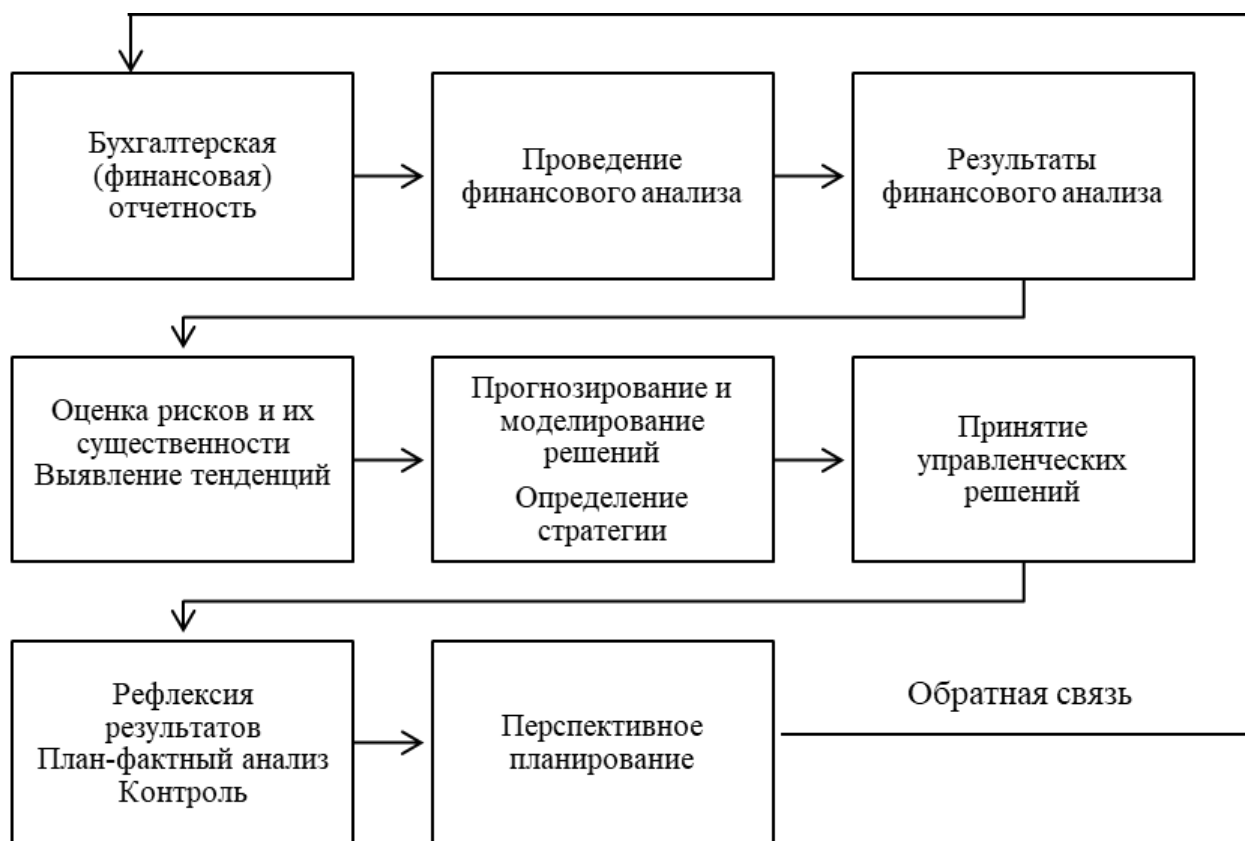 Бухгалтерская
(финансовая)
отчетность
Проведение
финансового анализа
Результаты
финансового анализа
Оценка рисков и их
существенности
Выявление тенденций
Прогнозирование и
моделирование
решений
Определение
стратегии
Принятие
управленческих
решений
Рефлексия
результатов
План-фактный анализ
Контроль
Перспективное
планирование
Обратная связь